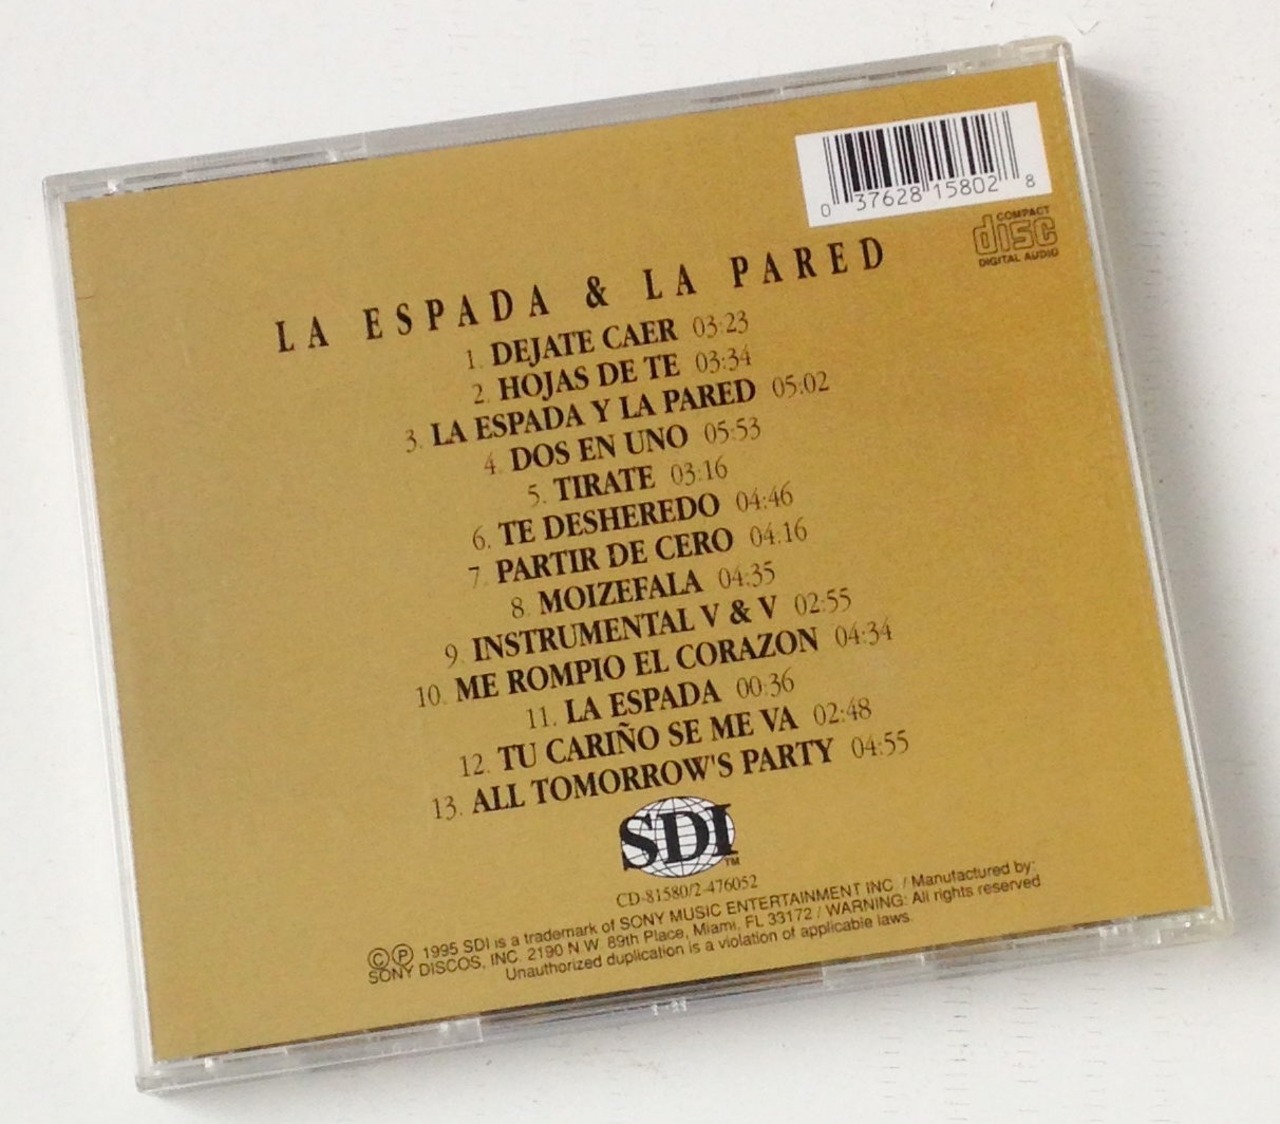 0 37628 15802 8
COMPACT
disc
DIGITAL AUDIO
LA ESPADA & LA PARED
1. DEJATE CAER 03:23
2. HOJAS DE TE 03:34
3. LA ESPADA Y LA PARED 05:02
4. DOS EN UNO 05:53
5. TIRATE 03:16
6. TE DESHEREDO 04:46
7. PARTIR DE CERO 04:16
8. MOIZEFALA 04:35
9. INSTRUMENTAL V & V 02:55
10. ME ROMPIO EL CORAZON 04:34
11. LA ESPADA 00:36
12. TU CARIÑO SE ME VA 02:48
13. ALL TOMORROW'S PARTY 04:55
SDI TM
CD-81580/2-476052
©℗ 1995 SDI is a trademark of SONY MUSIC ENTERTAINMENT INC. / Manufactured by:
SONY DISCOS, INC. 2190 N.W. 89th Place, Miami, FL 33172 / WARNING: All rights reserved
Unauthorized duplication is a violation of applicable laws.